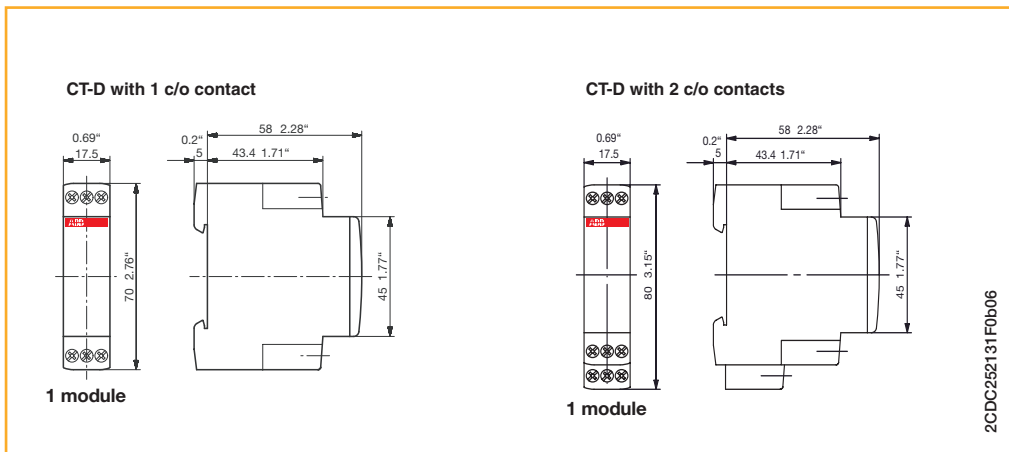 CT-D with 1 c/o contact
0.69“
17.5
0.2“
5
58 2.28“
43.4 1.71“
ABB
70 2.76“
45 1.77“
1 module
CT-D with 2 c/o contacts
0.69“
17.5
0.2“
5
58 2.28“
43.4 1.71“
ABB
80 3.15“
45 1.77“
1 module
2CDC252131F0b06